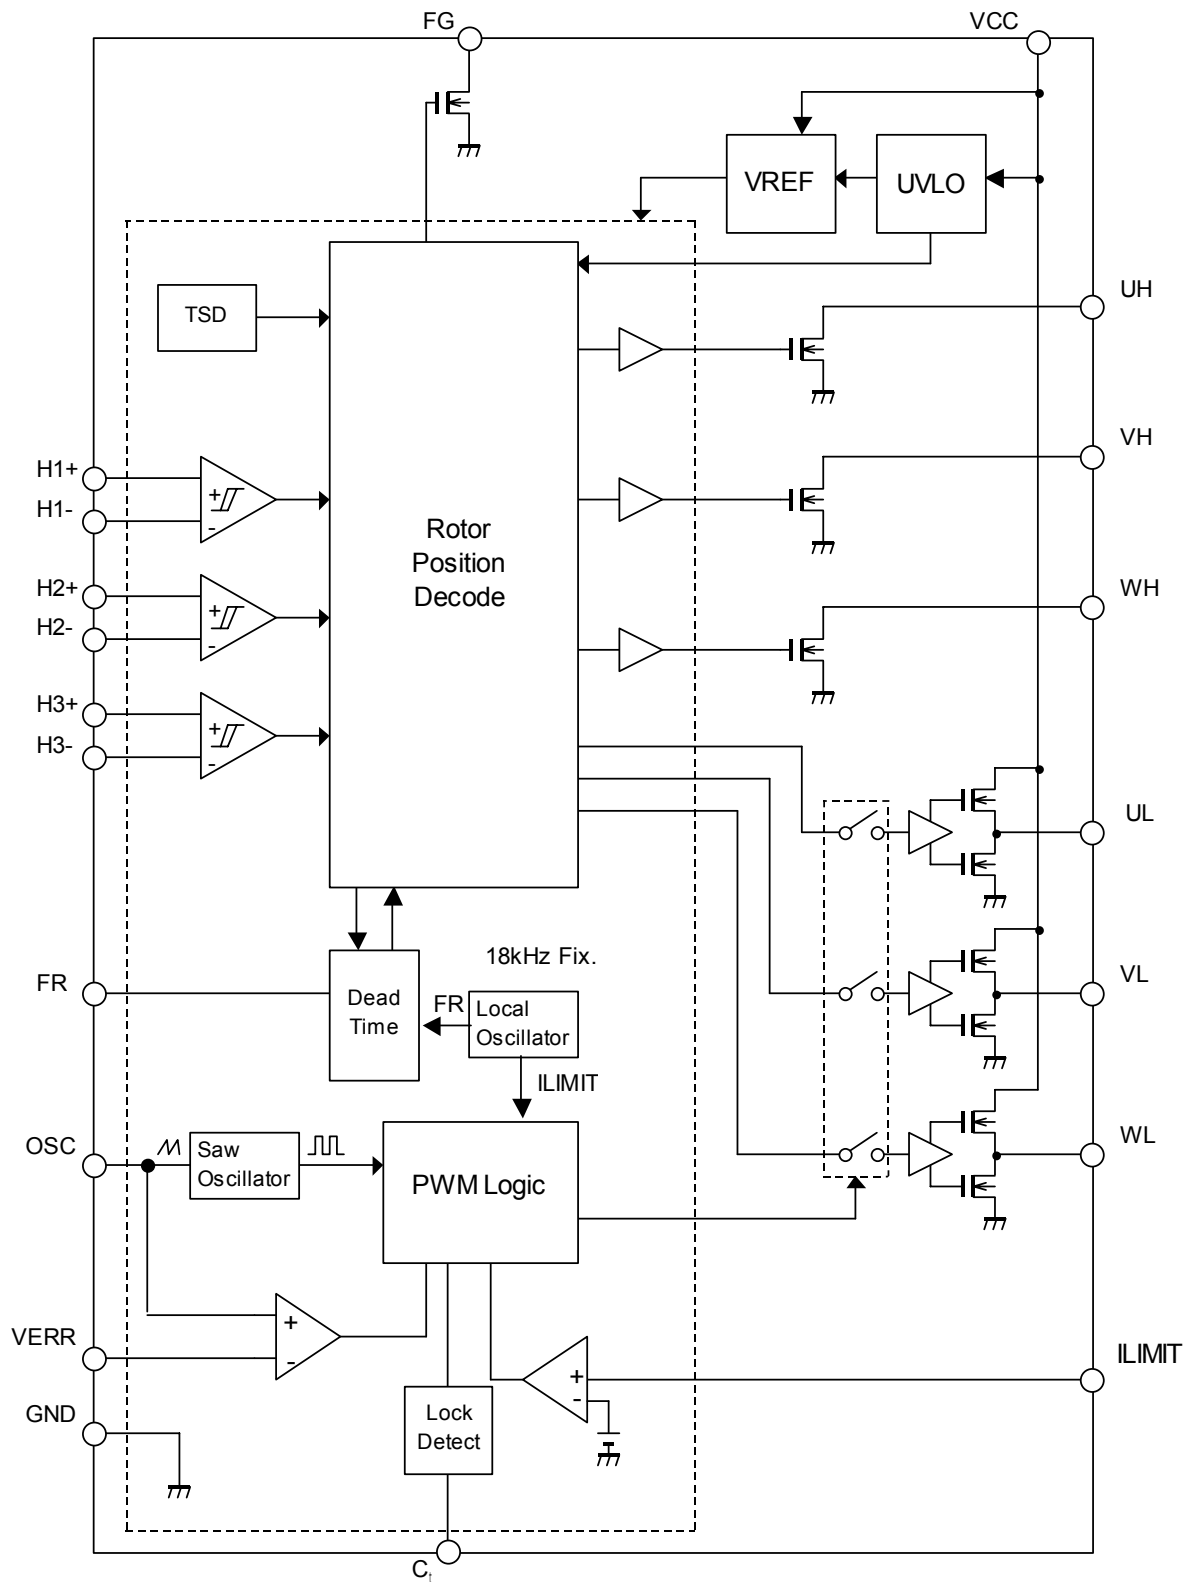 FG
VCC
VREF
UVLO
UH
TSD
VH
H1+
+
H1-
-
Rotor
Position
Decode
H2+
+
H2-
-
WH
H3+
+
H3-
-
UL
18kHz Fix.
FR
Dead
Time
FR
Local
Oscillator
VL
ILIMIT
OSC
Saw
Oscillator
PWM Logic
WL
VERR
+
-
+
-
ILIMIT
GND
Lock
Detect
Ct